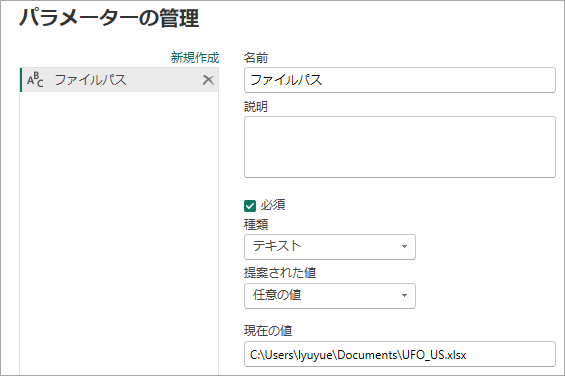 パラメーターの管理
新規作成
ABC ファイルパス
名前
ファイルパス
説明
必須
種類
テキスト
提案された値
任意の値
現在の値
C:\Users\lyuyue\Documents\UFO_US.xlsx